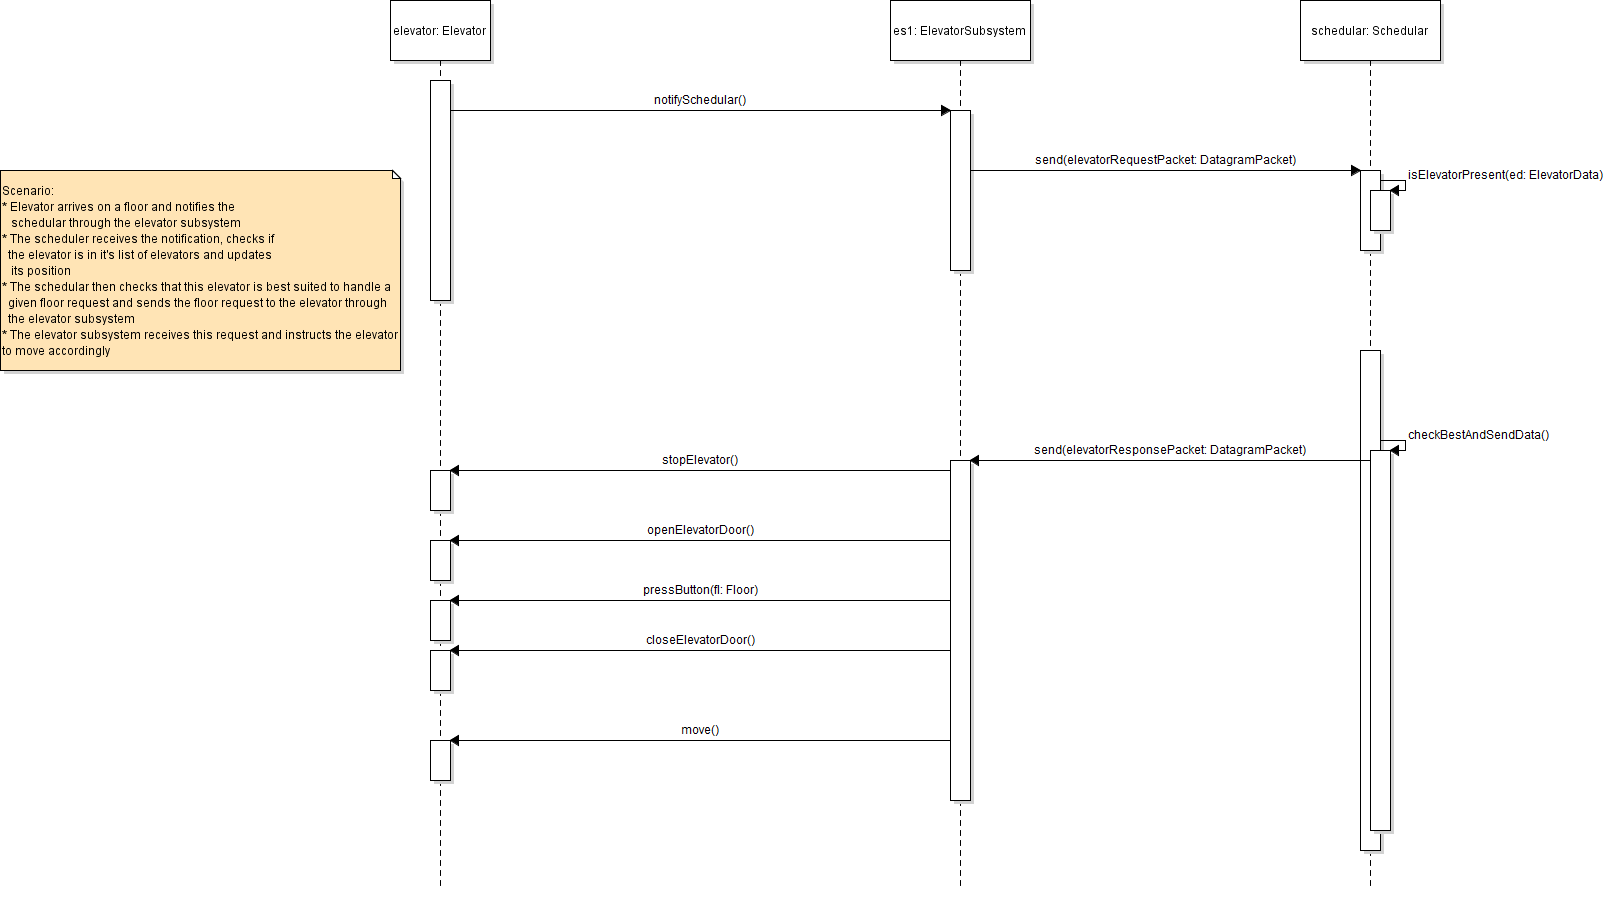 elevator: Elevator
es1: ElevatorSubsystem
schedular: Schedular
notifySchedular()
send(elevatorRequestPacket: DatagramPacket)
isElevatorPresent(ed: ElevatorData)
Scenario:
* Elevator arrives on a floor and notifies the
schedular through the elevator subsystem
* The scheduler receives the notification, checks if
the elevator is in it's list of elevators and updates
its position
* The schedular then checks that this elevator is best suited to handle a
given floor request and sends the floor request to the elevator through
the elevator subsystem
* The elevator subsystem receives this request and instructs the elevator
to move accordingly
checkBestAndSendData()
send(elevatorResponsePacket: DatagramPacket)
stopElevator()
openElevatorDoor()
pressButton(fl: Floor)
closeElevatorDoor()
move()